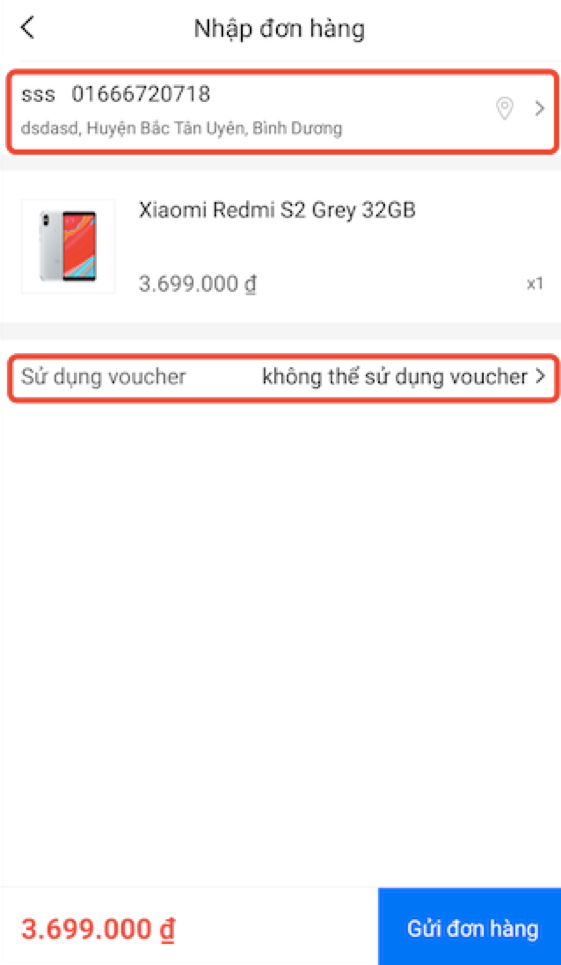 Nhập đơn hàng
sss 01666720718
dsdasd, Huyện Bắc Tân Uyên, Bình Dương
Xiaomi Redmi S2 Grey 32GB
3.699.000 ₫
x1
Sử dụng voucher không thể sử dụng voucher
3.699.000 ₫
Gửi đơn hàng